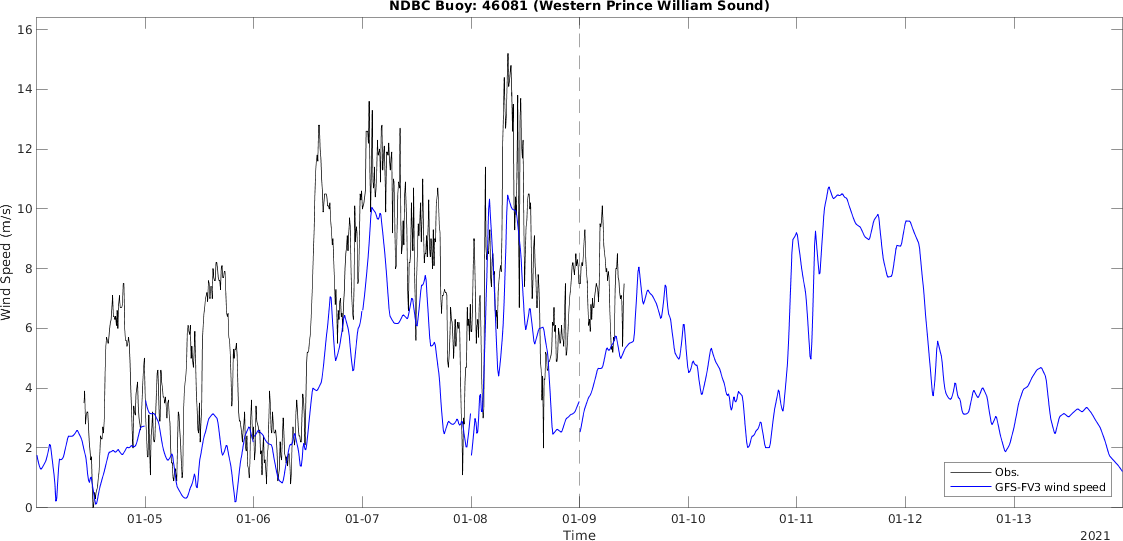 NDBC Buoy: 46081 (Western Prince William Sound)
16
14
12
10
8
6
4
2
0
Wind Speed (m/s)
01-05 01-06 01-07 01-08 01-09 01-10 01-11 01-12 01-13
Time
2021
Obs.
GFS-FV3 wind speed